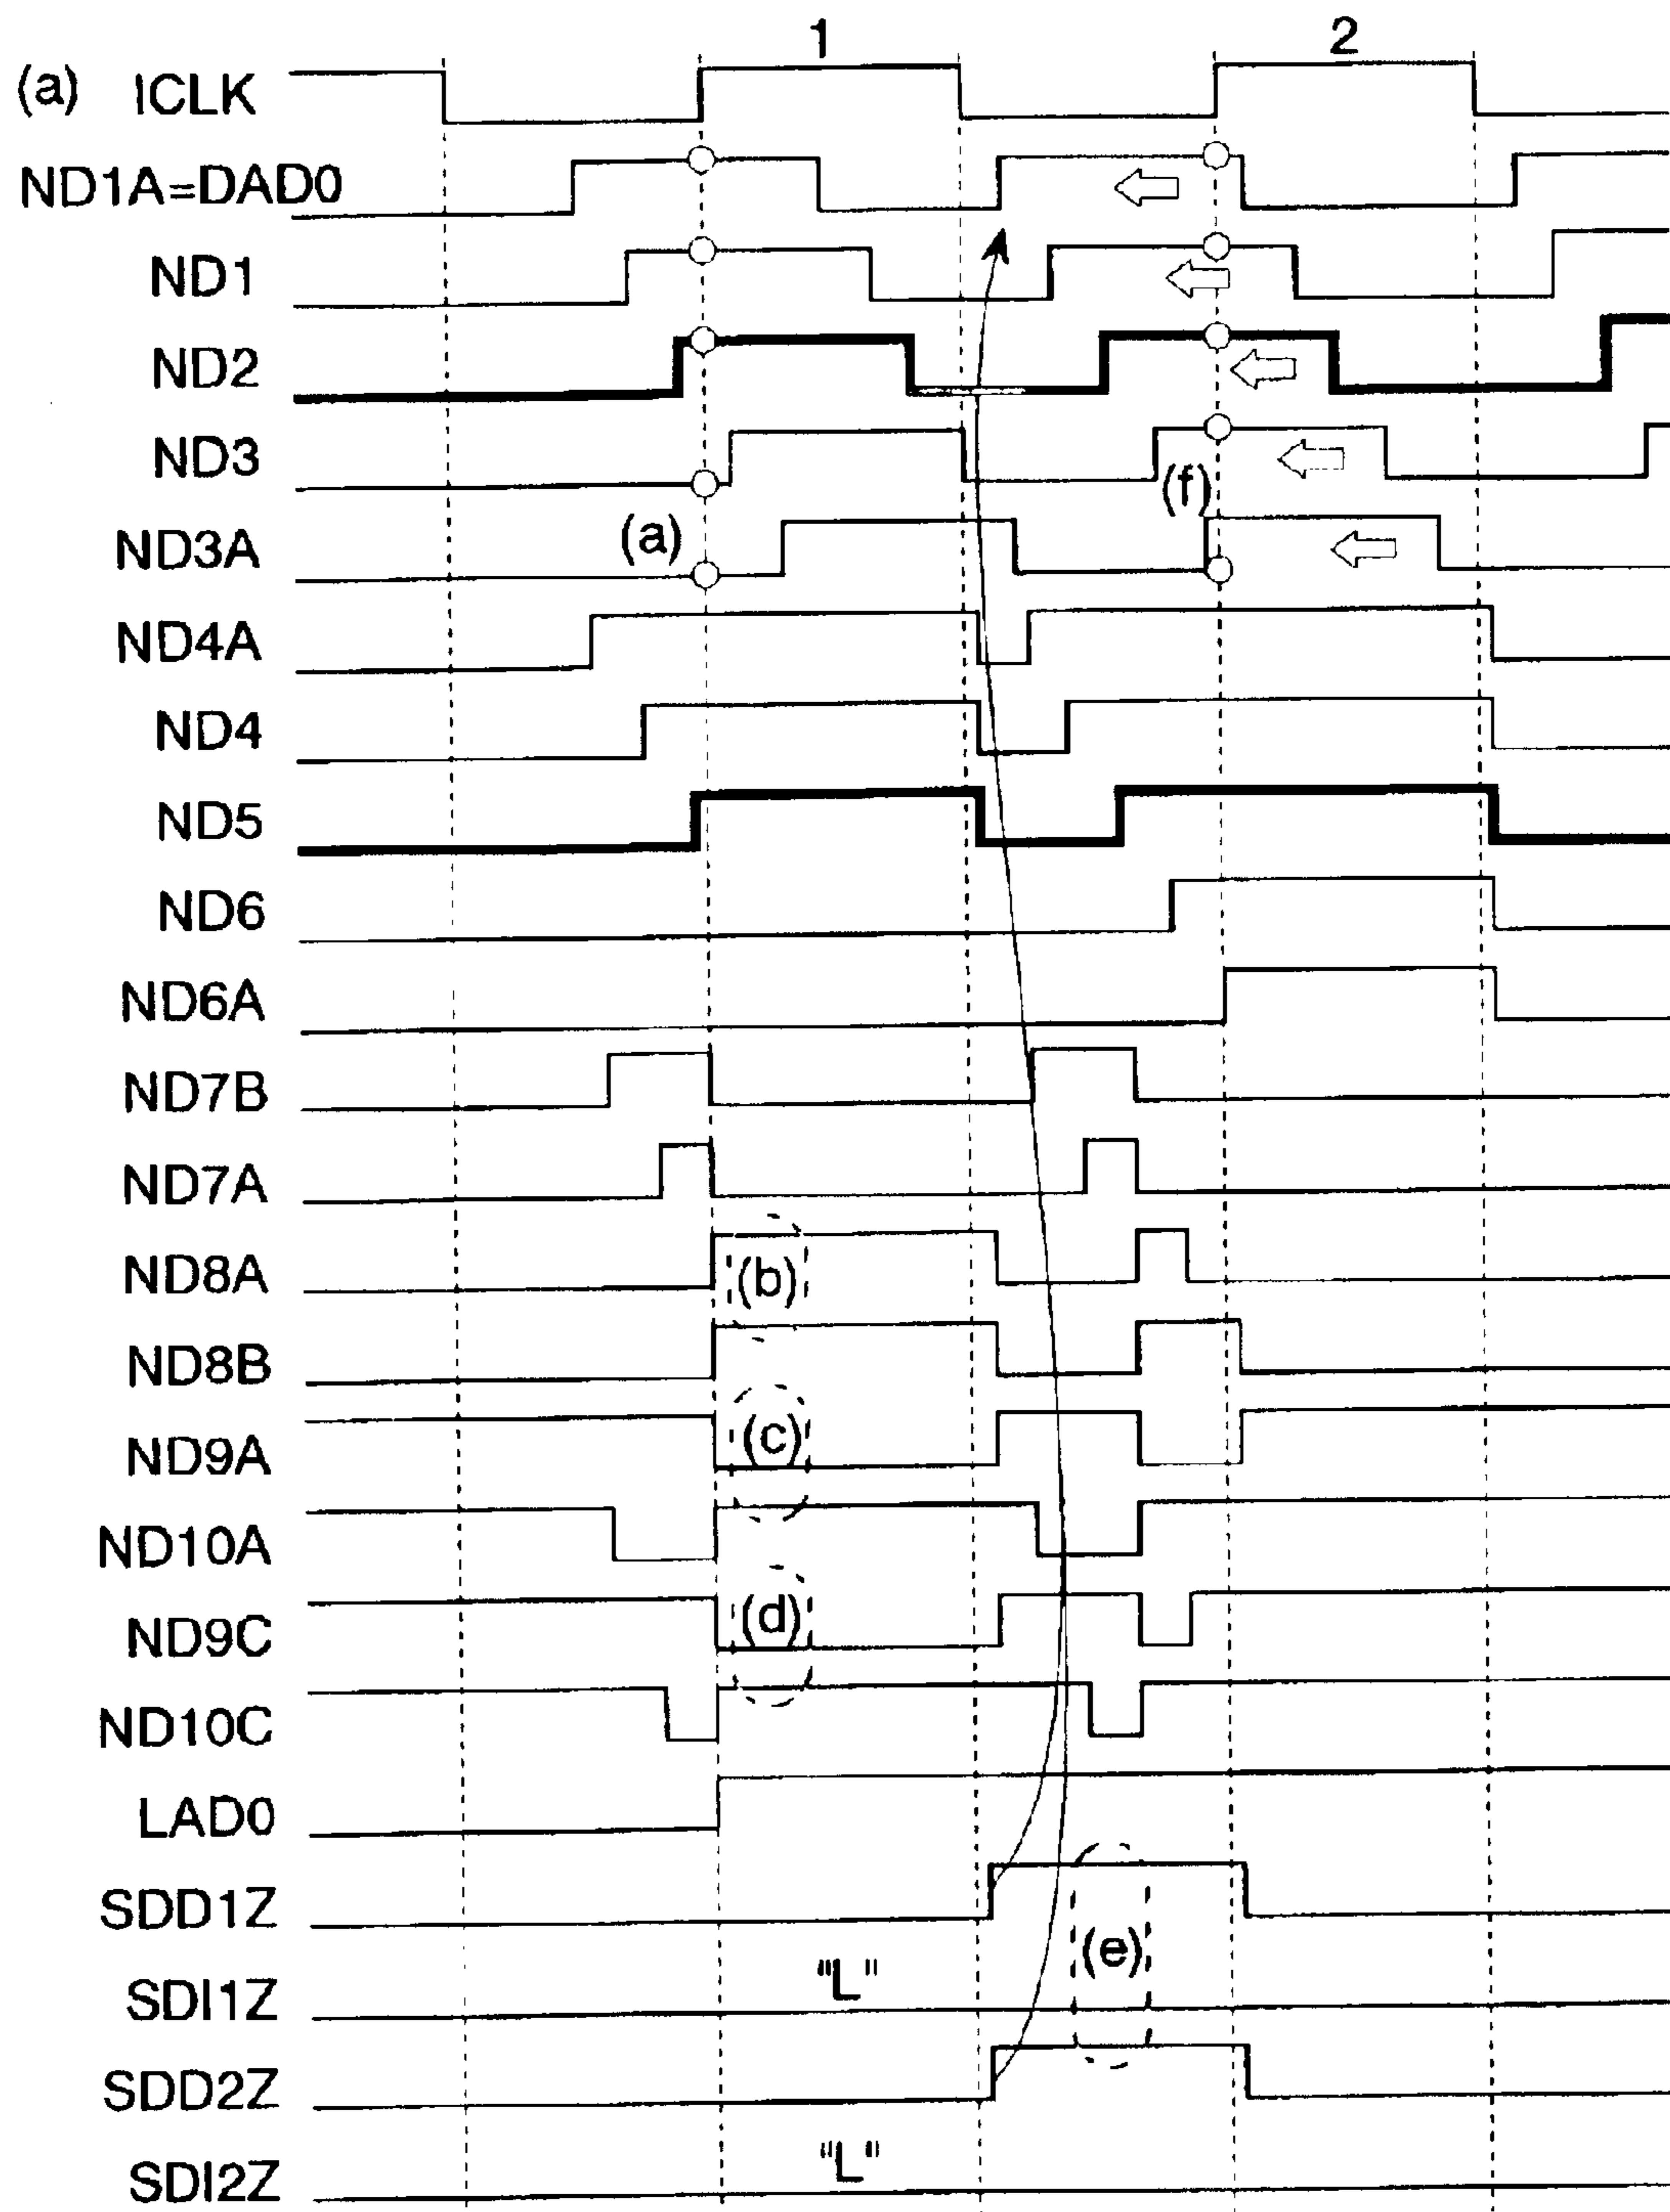 1 2
(a) ICLK
ND1A=DAD0
ND1
ND2
ND3
(f)
ND3A (a)
ND4A
ND4
ND5
ND6
ND6A
ND7B
ND7A
ND8A (b)
ND8B
ND9A (c)
ND10A
ND9C (d)
ND10C
LAD0
SDD1Z
(e)
SDI1Z "L"
SDD2Z
SDI2Z "L"